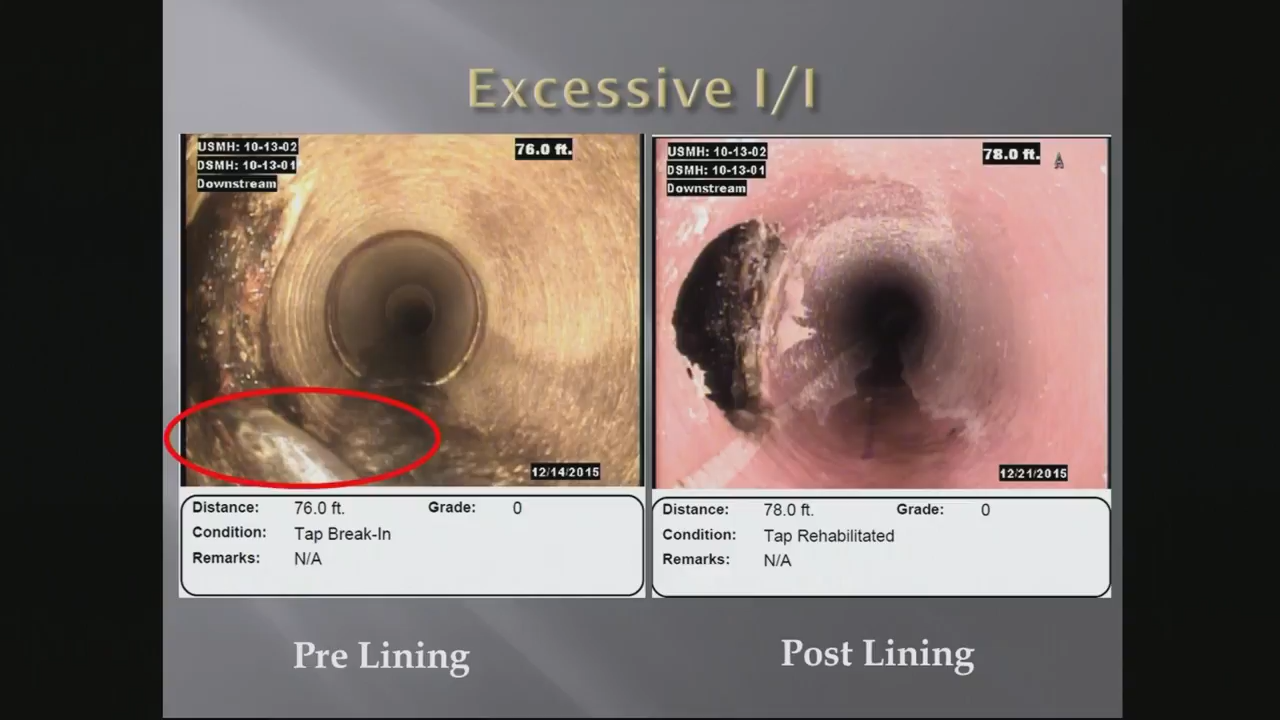 Excessive I/I
USMH: 10-13-02
DSMH: 10-13-01
Downstream
76.0 ft.
12/14/2015
Distance: 76.0 ft. Grade: 0
Condition: Tap Break-In
Remarks: N/A
Pre Lining
USMH: 10-13-02
DSMH: 10-13-01
Downstream
78.0 ft.
12/21/2015
Distance: 78.0 ft. Grade: 0
Condition: Tap Rehabilitated
Remarks: N/A
Post Lining